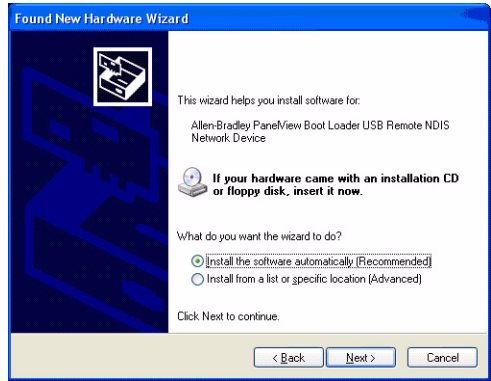 Found New Hardware Wizard
This wizard helps you install software for:
Allen-Bradley PanelView Boot Loader USB Remote NDIS
Network Device
If your hardware came with an installation CD
or floppy disk, insert it now.
What do you want the wizard to do?
Install the software automatically (Recommended)
Install from a list or specific location (Advanced)
Click Next to continue.
< Back Next > Cancel